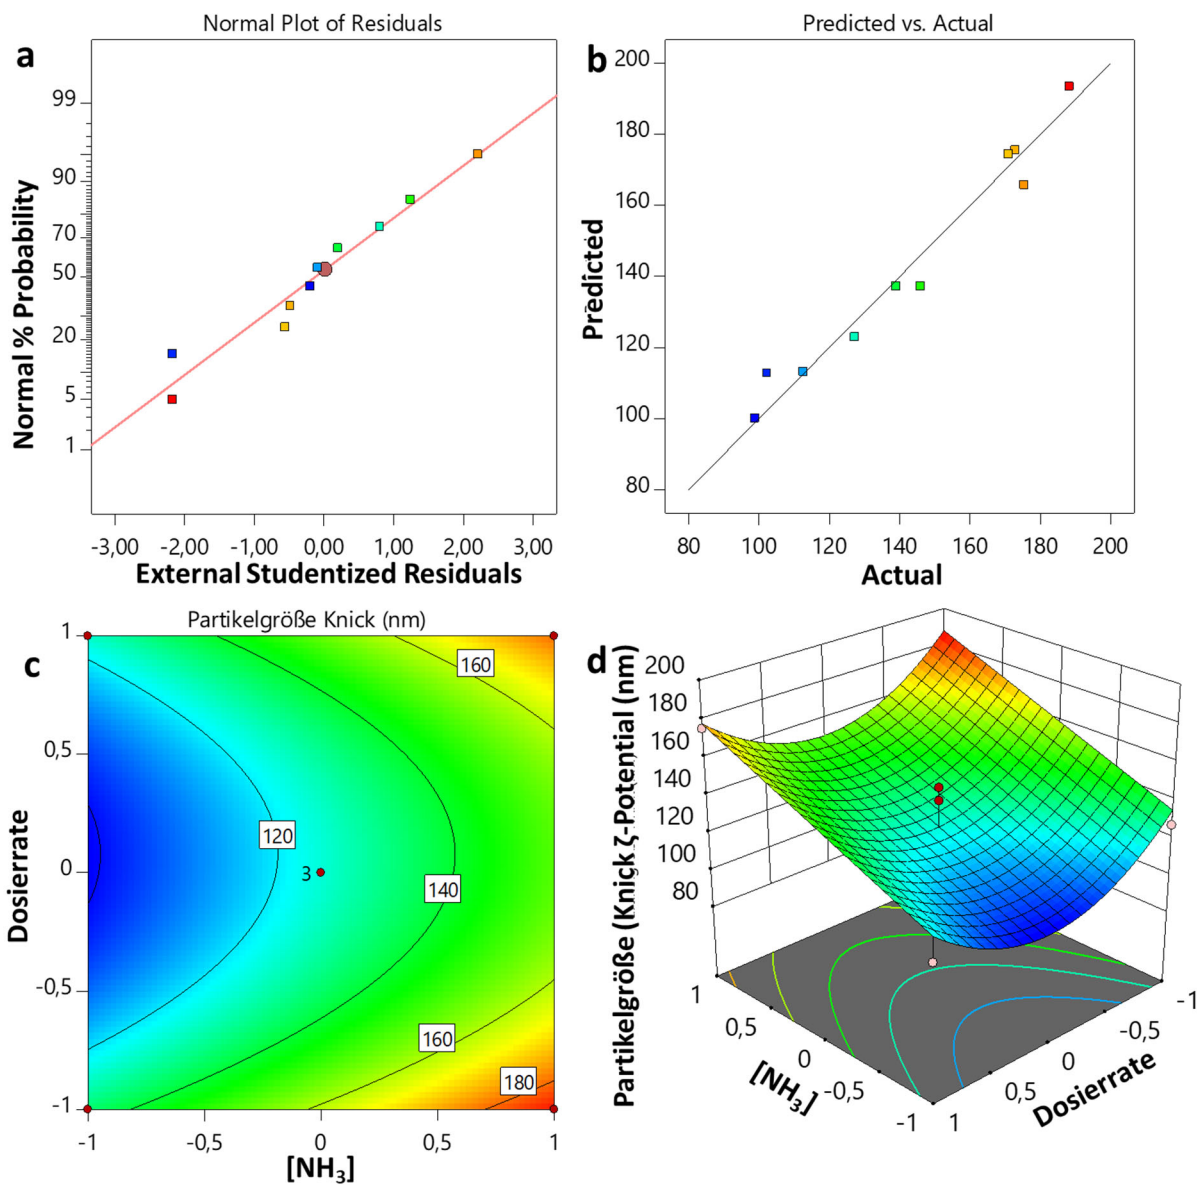 Normal Plot of Residuals
a
99
90
70
50
20
5
1
Normal % Probability
-3,00 -2,00 -1,00 0,00 1,00 2,00 3,00
External Studentized Residuals
Predicted vs. Actual
b
200
180
160
140
120
100
80
Predicted
80 100 120 140 160 180 200
Actual
Partikelgröße Knick (nm)
c
1
0,5
0
-0,5
-1
Dosierrate
160
120
3
140
160
180
-1 -0,5 0 0,5 1
[NH₃]
d
200
180
160
140
120
100
80
Partikelgröße (Knick ζ-Potential (nm)
1
0,5
0
-0,5
-1
[NH₃]
-1
-0,5
0
0,5
1
Dosierrate